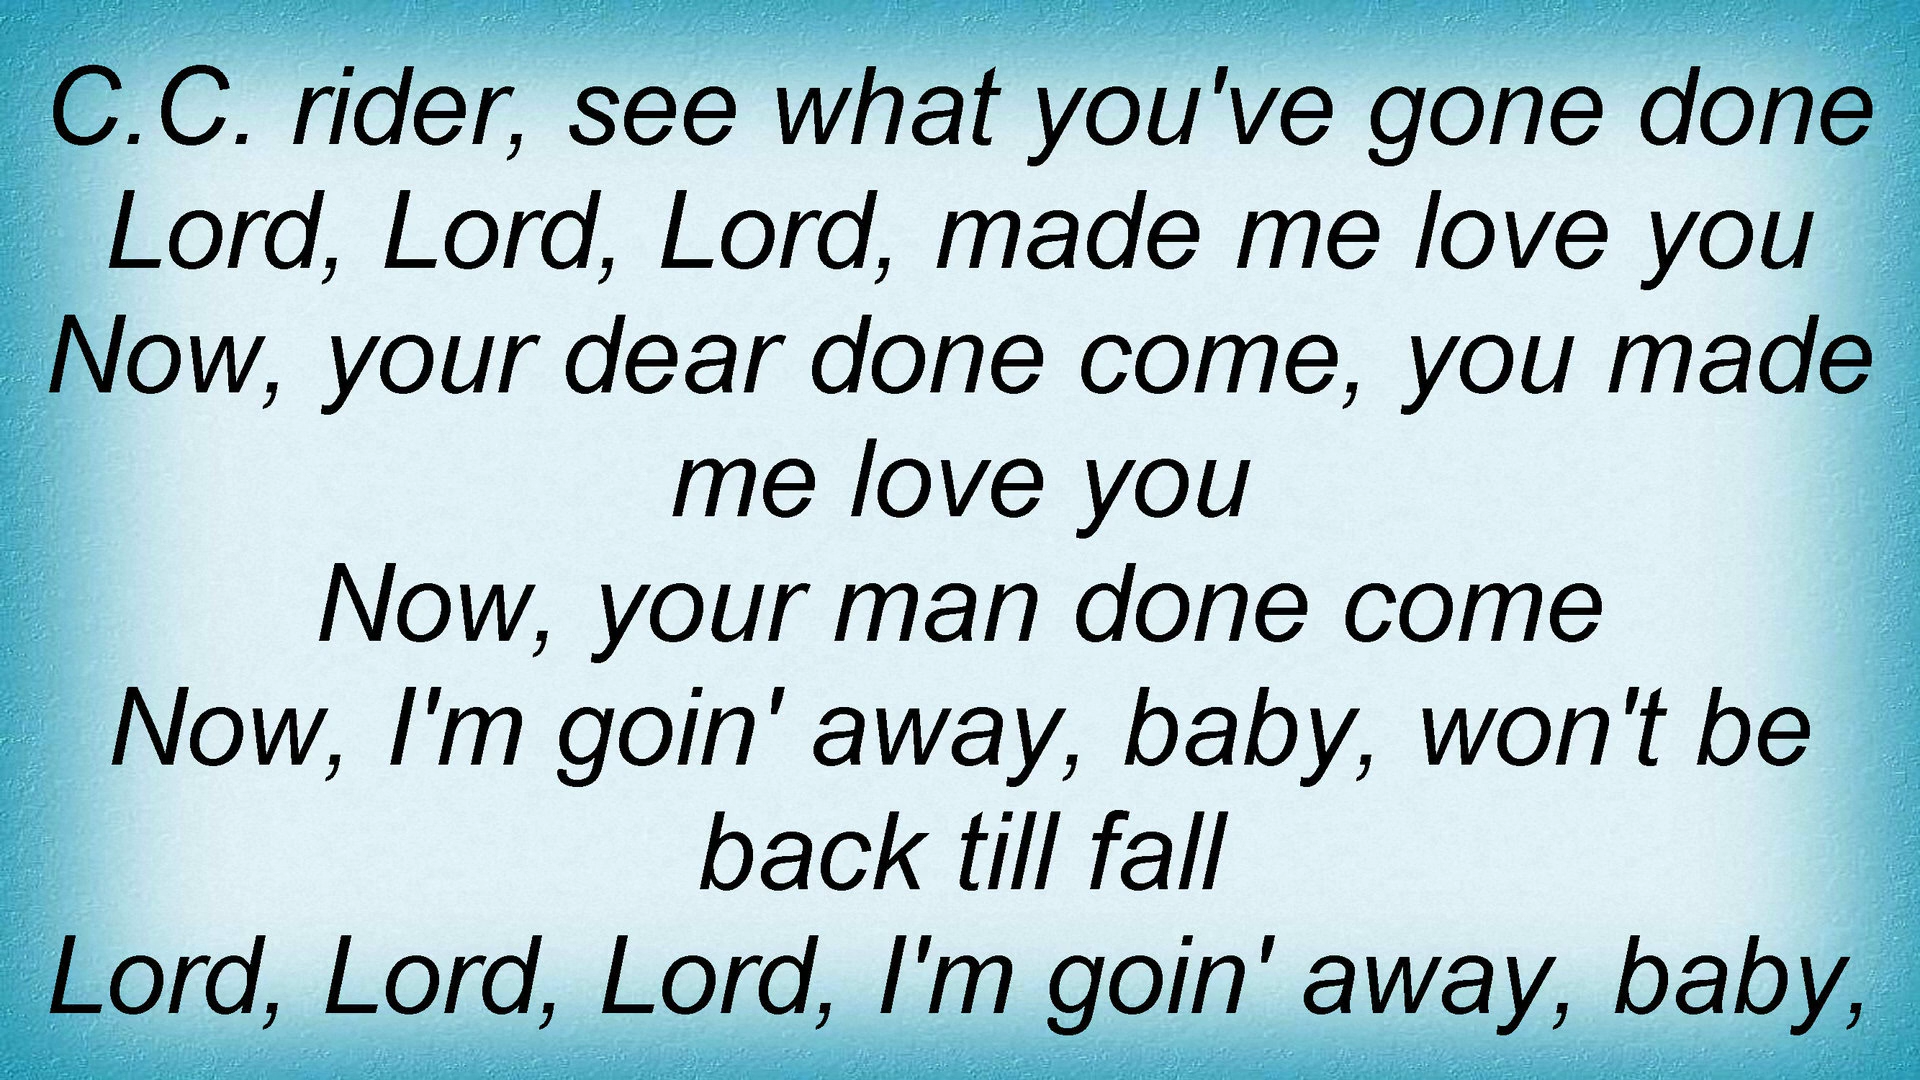 C.C. rider, see what you've gone done
Lord, Lord, Lord, made me love you
Now, your dear done come, you made
me love you
Now, your man done come
Now, I'm goin' away, baby, won't be
back till fall
Lord, Lord, Lord, I'm goin' away, baby,